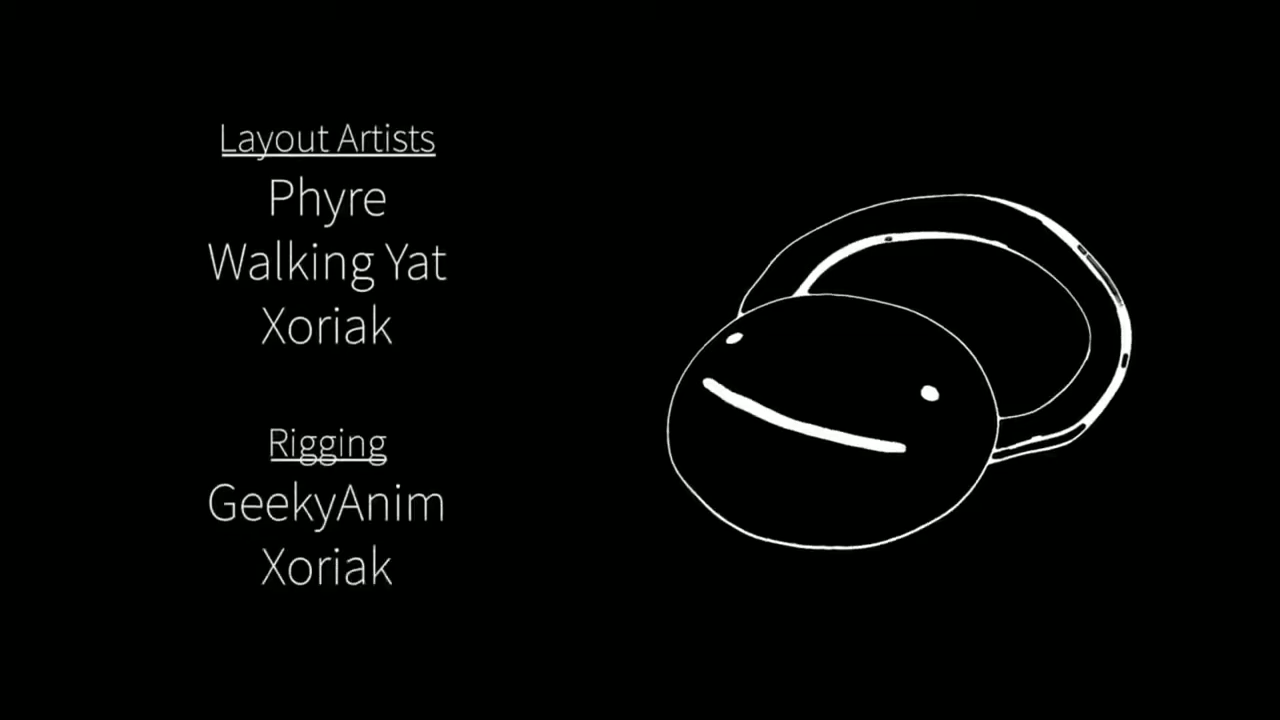 Layout Artists
Phyre
Walking Yat
Xoriak
Rigging
GeekyAnim
Xoriak